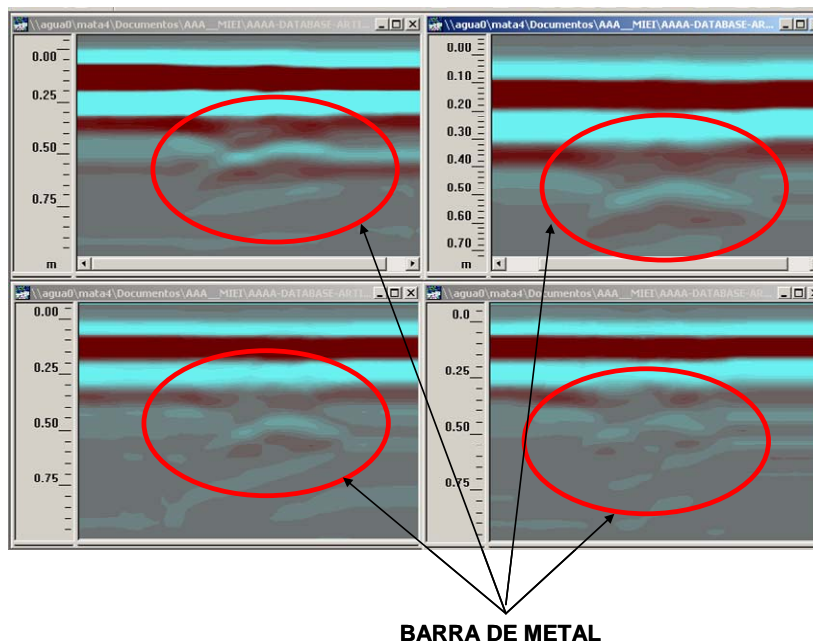 \\agua0\mata4\Documentos\AAA__MIEI\AAAA-DATABASE-ARTI...
0.00
0.25
0.50
0.75
m
\\agua0\mata4\Documentos\AAA__MIEI\AAAA-DATABASE-AR...
0.00
0.10
0.20
0.30
0.40
0.50
0.60
0.70
m
\\agua0\mata4\Documentos\AAA__MIEI\AAAA-DATABASE-AR...
0.00
0.25
0.50
0.75
\\agua0\mata4\Documentos\AAA__MIEI\AAAA-DATABASE-AR...
0.0
0.25
0.50
0.75
BARRA DE METAL